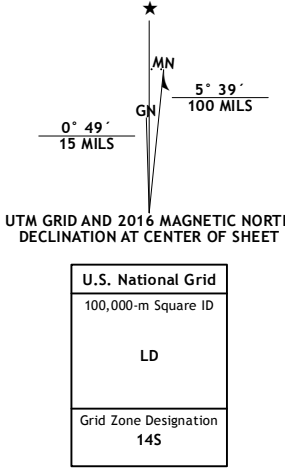 ★
MN
GN
5° 39´
100 MILS
0° 49´
15 MILS
UTM GRID AND 2016 MAGNETIC NORTH
DECLINATION AT CENTER OF SHEET
U.S. National Grid
100,000-m Square ID
LD
Grid Zone Designation
14S